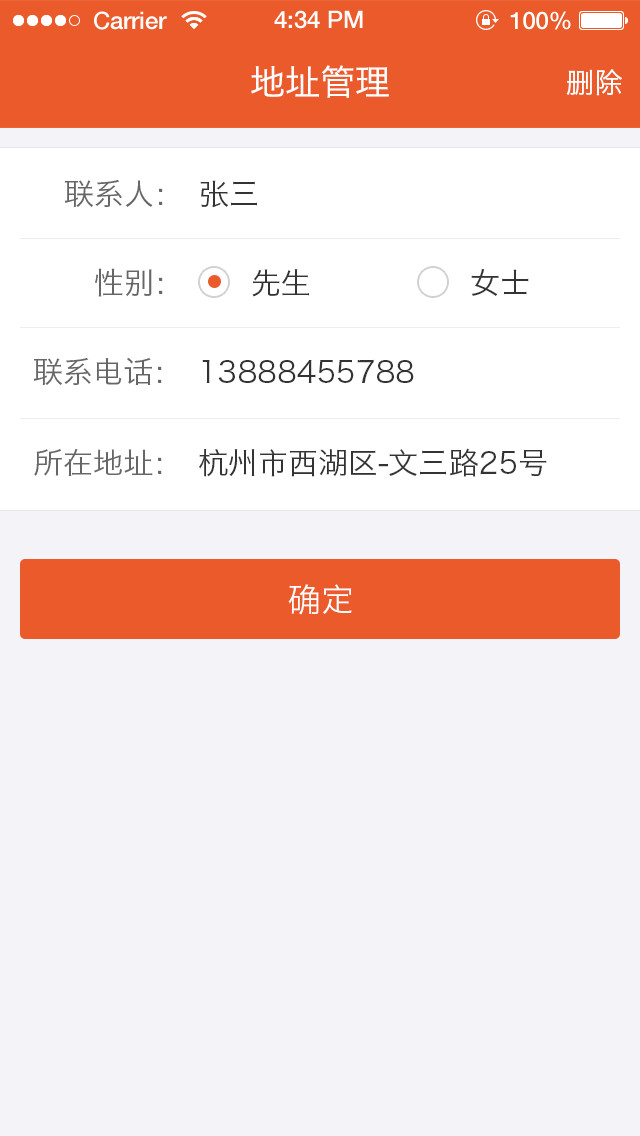 Carrier 4:34 PM 100%
地址管理 删除
联系人: 张三
性别: 先生 女士
联系电话: 13888455788
所在地址: 杭州市西湖区-文三路25号
确定